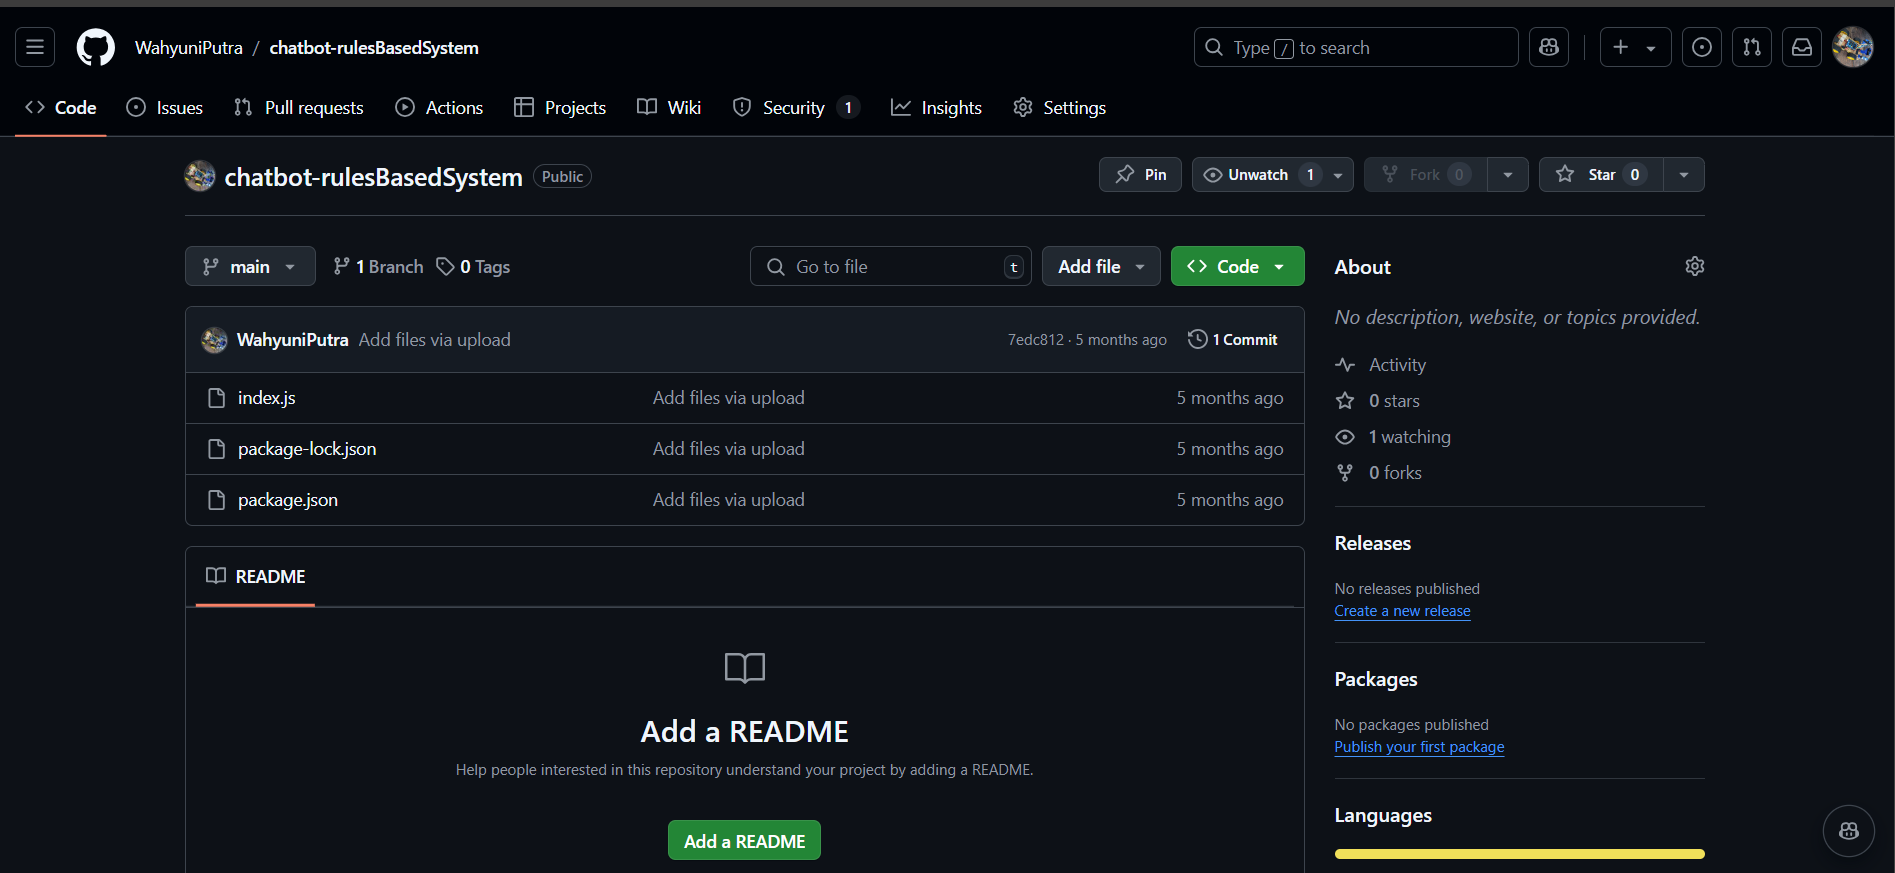 WahyuniPutra / chatbot-rulesBasedSystem
Type / to search
Code Issues Pull requests Actions Projects Wiki Security 1 Insights Settings
chatbot-rulesBasedSystem Public
Pin Unwatch 1 Fork 0 Star 0
main 1 Branch 0 Tags
Go to file t Add file Code
WahyuniPutra Add files via upload 7edc812 · 5 months ago 1 Commit
index.js Add files via upload 5 months ago
package-lock.json Add files via upload 5 months ago
package.json Add files via upload 5 months ago
README
Add a README
Help people interested in this repository understand your project by adding a README.
Add a README
About
No description, website, or topics provided.
Activity
0 stars
1 watching
0 forks
Releases
No releases published
Create a new release
Packages
No packages published
Publish your first package
Languages